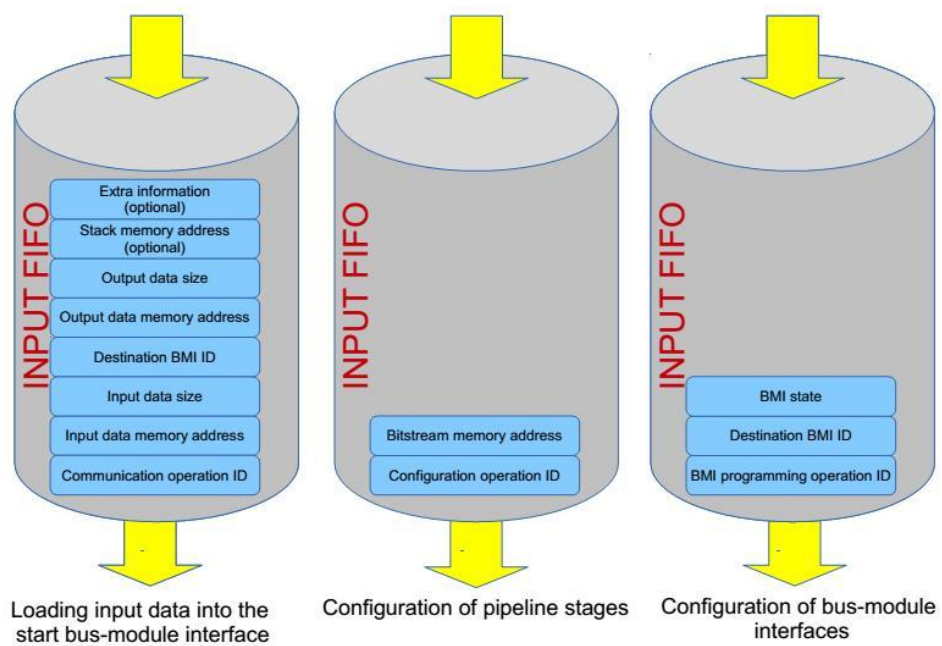 INPUT FIFO
Extra information
(optional)
Stack memory address
(optional)
Output data size
Output data memory address
Destination BMI ID
Input data size
Input data memory address
Communication operation ID
Loading input data into the
start bus-module interface
INPUT FIFO
Bitstream memory address
Configuration operation ID
Configuration of pipeline stages
INPUT FIFO
BMI state
Destination BMI ID
BMI programming operation ID
Configuration of bus-module
interfaces